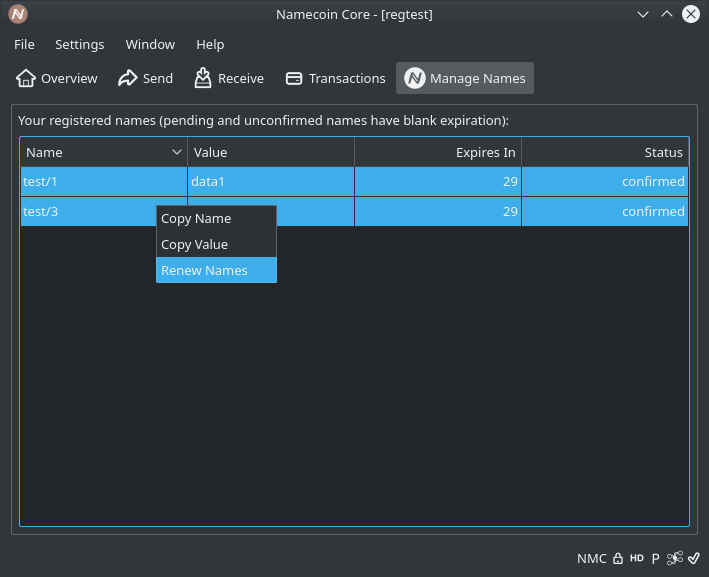 Namecoin Core - [regtest]
File Settings Window Help
Overview Send Receive Transactions Manage Names
Your registered names (pending and unconfirmed names have blank expiration):
Name Value Expires In Status
test/1 data1 29 confirmed
test/3 29 confirmed
Copy Name
Copy Value
Renew Names
NMC HD P